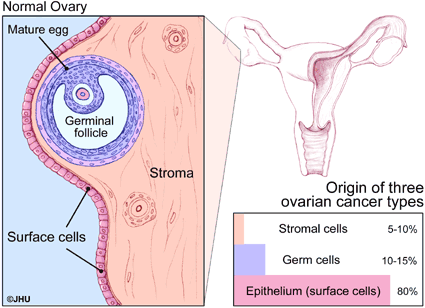 Normal Ovary
Mature egg
Germinal
follicle
Stroma
Surface cells
©JHU
Origin of three
ovarian cancer types
Stromal cells 5-10%
Germ cells 10-15%
Epithelium (surface cells) 80%